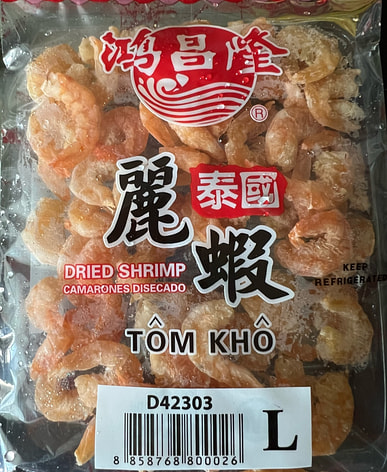 鴻昌隆
®
泰國
麗蝦
DRIED SHRIMP
CAMARONES DISECADO
KEEP
REFRIGERATED
TÔM KHÔ
D42303
L
8 858768 800026